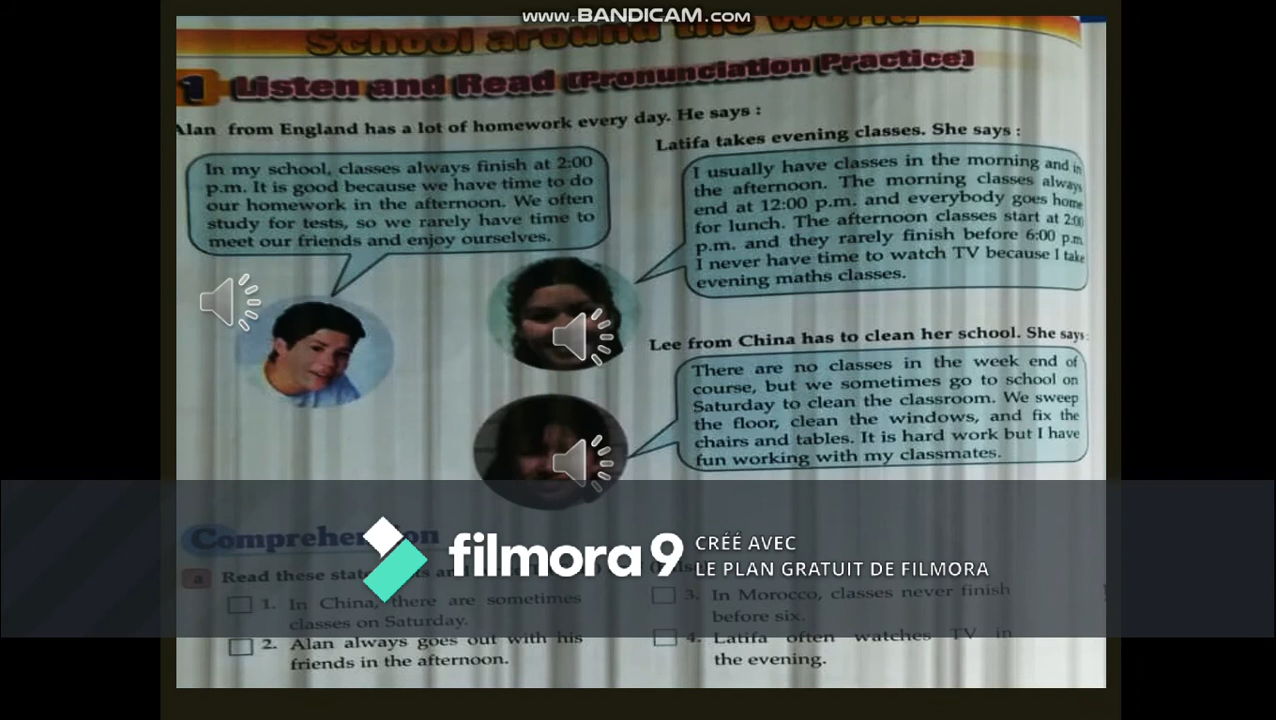 www.BANDICAM.com
School around the World
1 Listen and Read (Pronunciation Practice)
Alan from England has a lot of homework every day. He says :
In my school, classes always finish at 2:00
p.m. It is good because we have time to do
our homework in the afternoon. We often
study for tests, so we rarely have time to
meet our friends and enjoy ourselves.
Latifa takes evening classes. She says :
I usually have classes in the morning and in
the afternoon. The morning classes always
end at 12:00 p.m. and everybody goes home
for lunch. The afternoon classes start at 2:00
p.m. and they rarely finish before 6:00 p.m
I never have time to watch TV because I take
evening maths classes.
Lee from China has to clean her school. She says:
There are no classes in the week end of
course, but we sometimes go to school on
Saturday to clean the classroom. We sweep
the floor, clean the windows, and fix the
chairs and tables. It is hard work but I have
fun working with my classmates.
Comprehension
a Read these
1. In China, there are sometimes
classes on Saturday.
2. Alan always goes out with his
friends in the afternoon.
3. In Morocco, classes never finish
before six.
4. Latifa often watches TV in
the evening.
filmora 9
CRÉÉ AVEC
LE PLAN GRATUIT DE FILMORA